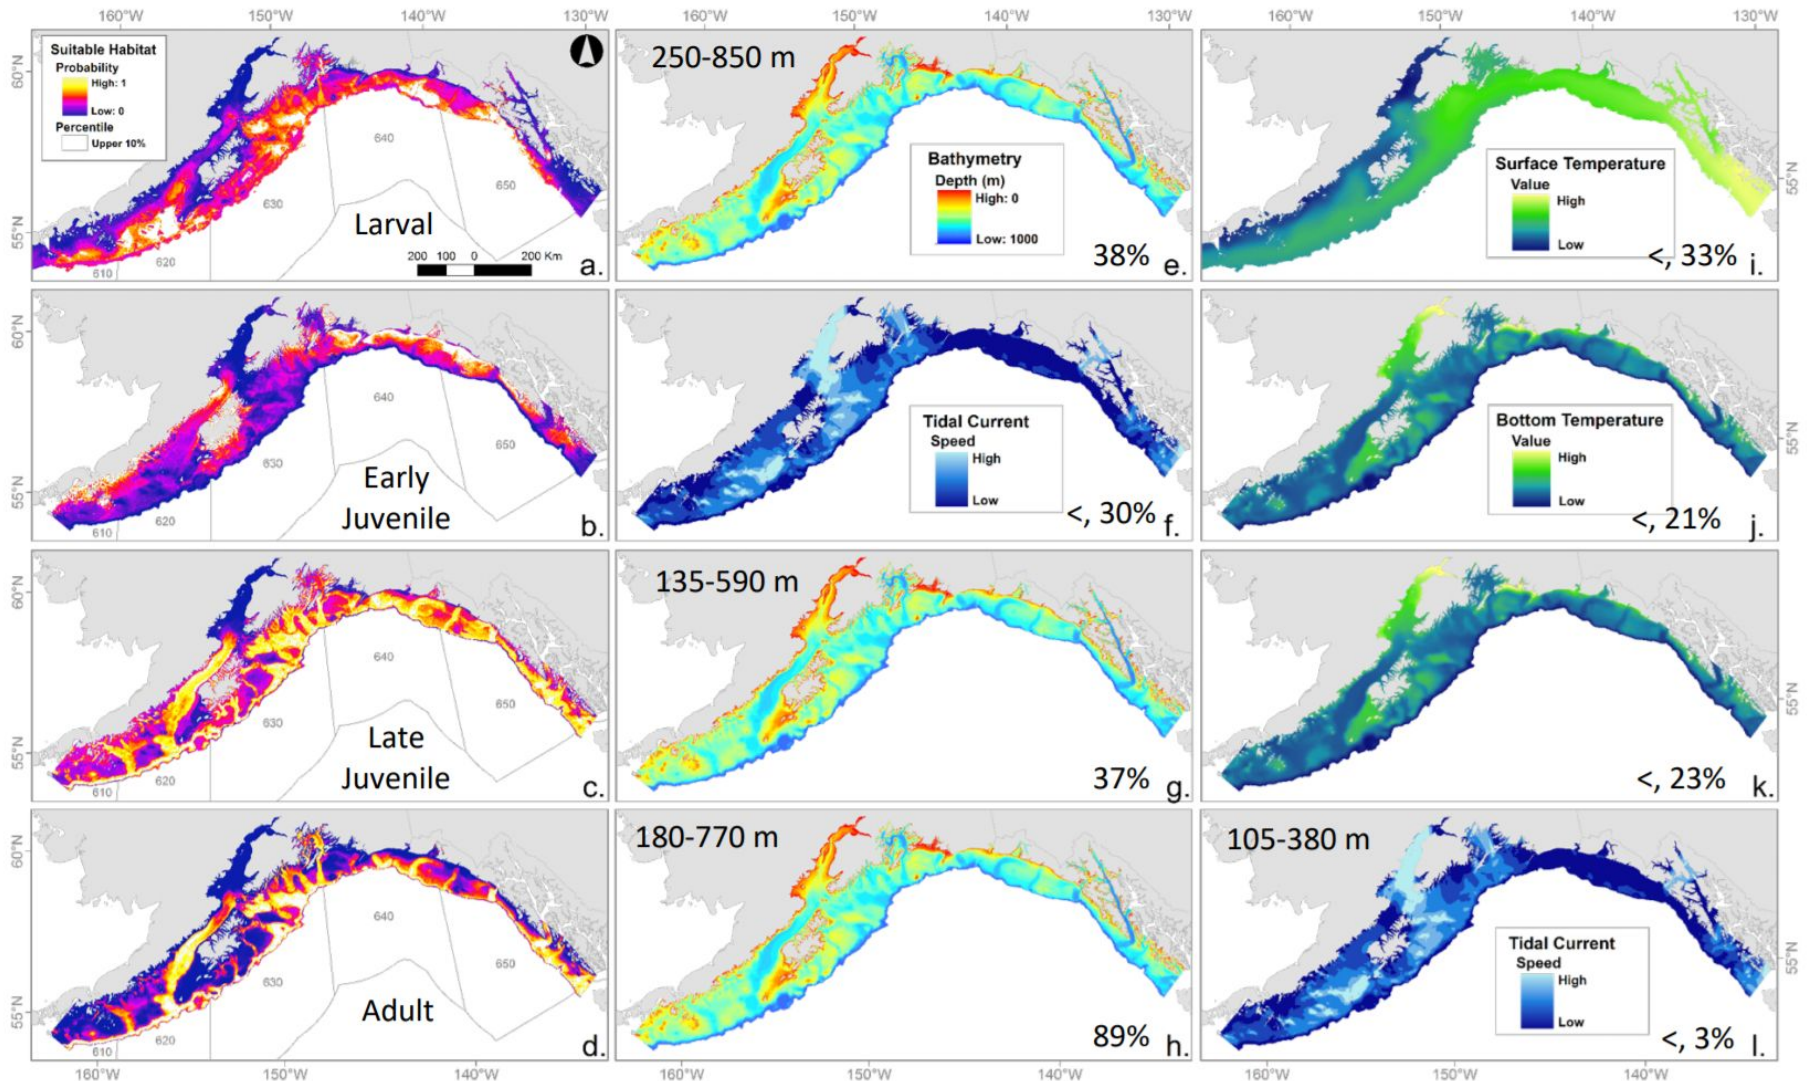 160°W 150°W 140°W 130°W 160°W 150°W 140°W 130°W 160°W 150°W 140°W 130°W
Suitable Habitat
Probability
High: 1
Low: 0
Percentile
Upper 10%
60°N
55°N
640
650
630
620
610
Larval
200 100 0 200 Km
a.
250-850 m
Bathymetry
Depth (m)
High: 0
Low: 1000
38%
e.
Surface Temperature
Value
High
Low
<, 33%
i.
55°N
60°N
55°N
640
650
630
620
610
Early
Juvenile
b.
Tidal Current
Speed
High
Low
<, 30%
f.
Bottom Temperature
Value
High
Low
<, 21%
j.
55°N
60°N
55°N
640
650
630
620
610
Late
Juvenile
c.
135-590 m
37%
g.
<, 23%
k.
55°N
60°N
55°N
640
650
630
620
610
Adult
d.
180-770 m
89%
h.
105-380 m
Tidal Current
Speed
High
Low
<, 3%
l.
55°N
160°W 150°W 140°W 160°W 150°W 140°W 160°W 150°W 140°W